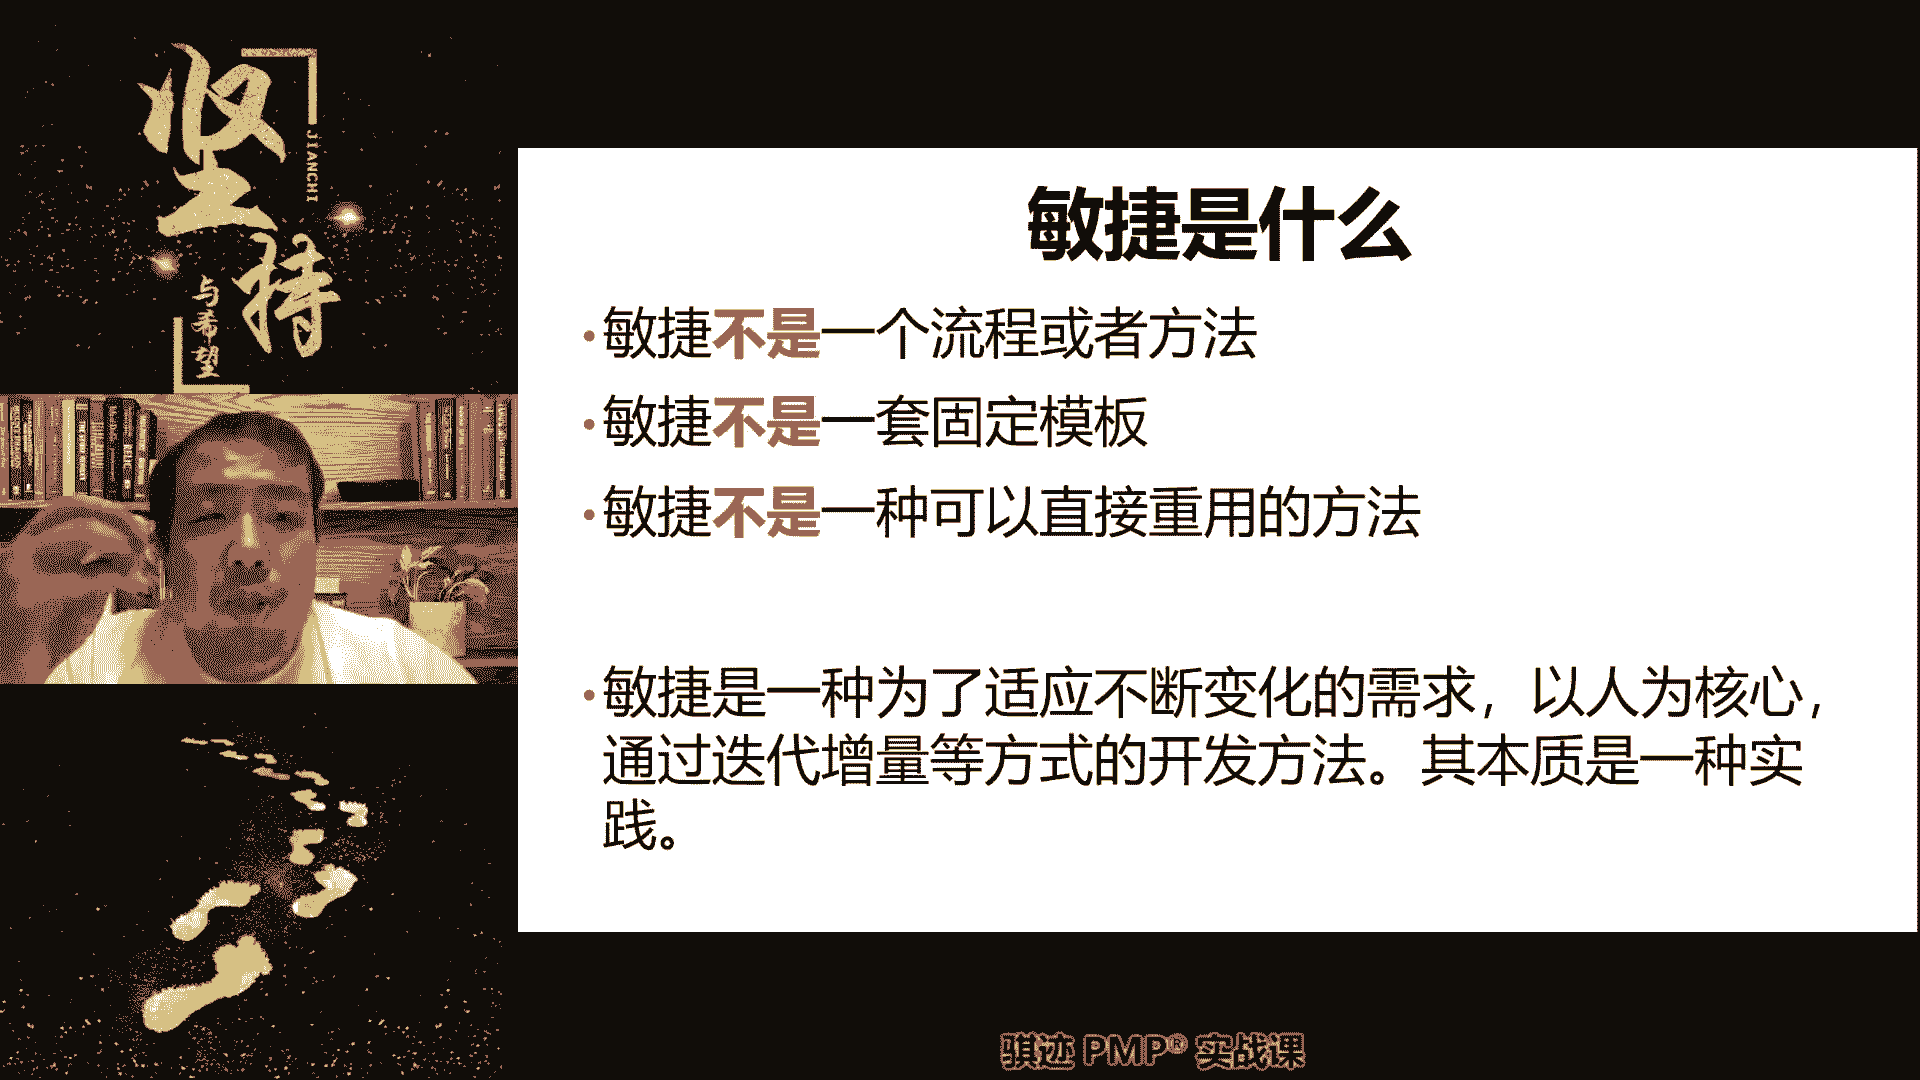 坚持
JIANCHI
与希望
敏捷是什么
•敏捷不是一个流程或者方法
•敏捷不是一套固定模板
•敏捷不是一种可以直接重用的方法
•敏捷是一种为了适应不断变化的需求，以人为核心，
通过迭代增量等方式的开发方法。其本质是一种实
践。
骐迹 PMP® 实战课